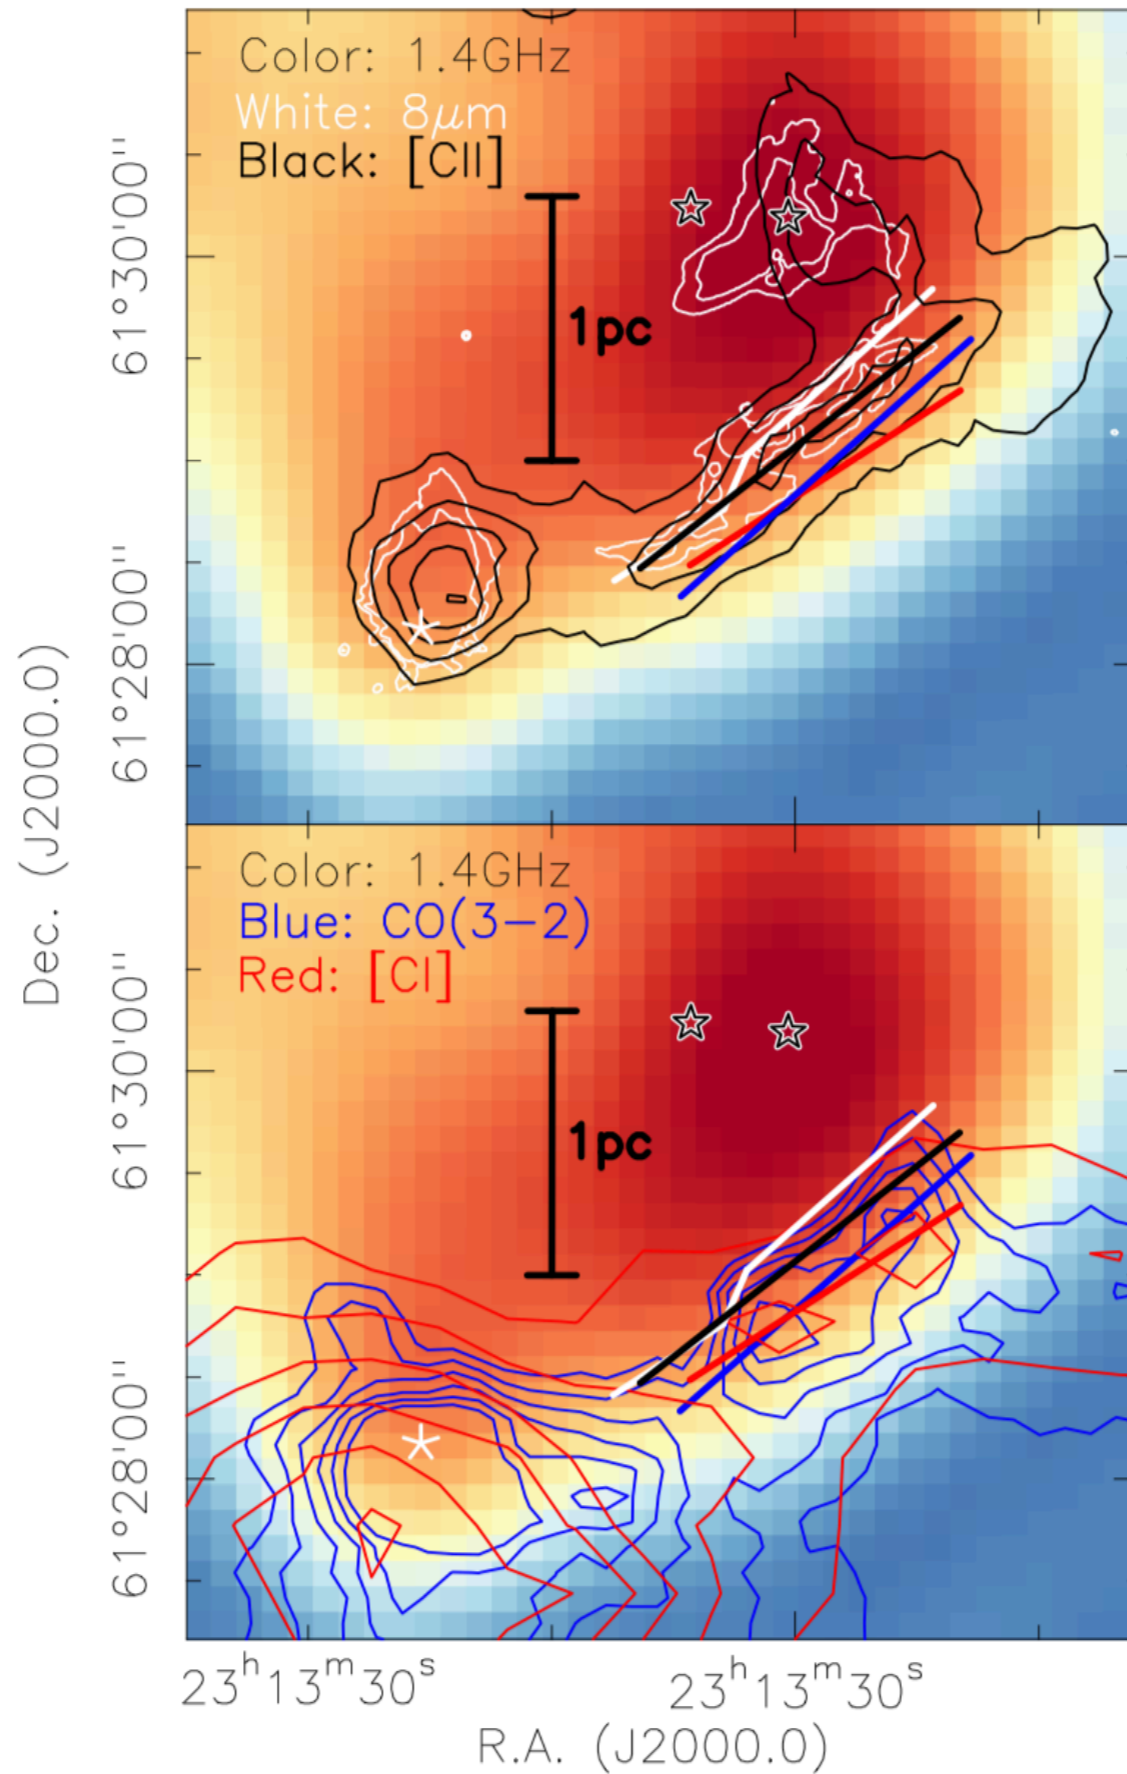 Color: 1.4GHz
White: 8μm
Black: [CII]
1pc
61°30'00"
61°28'00"
Dec. (J2000.0)
Color: 1.4GHz
Blue: CO(3−2)
Red: [CI]
1pc
61°30'00"
61°28'00"
23h13m30s
23h13m30s
R.A. (J2000.0)